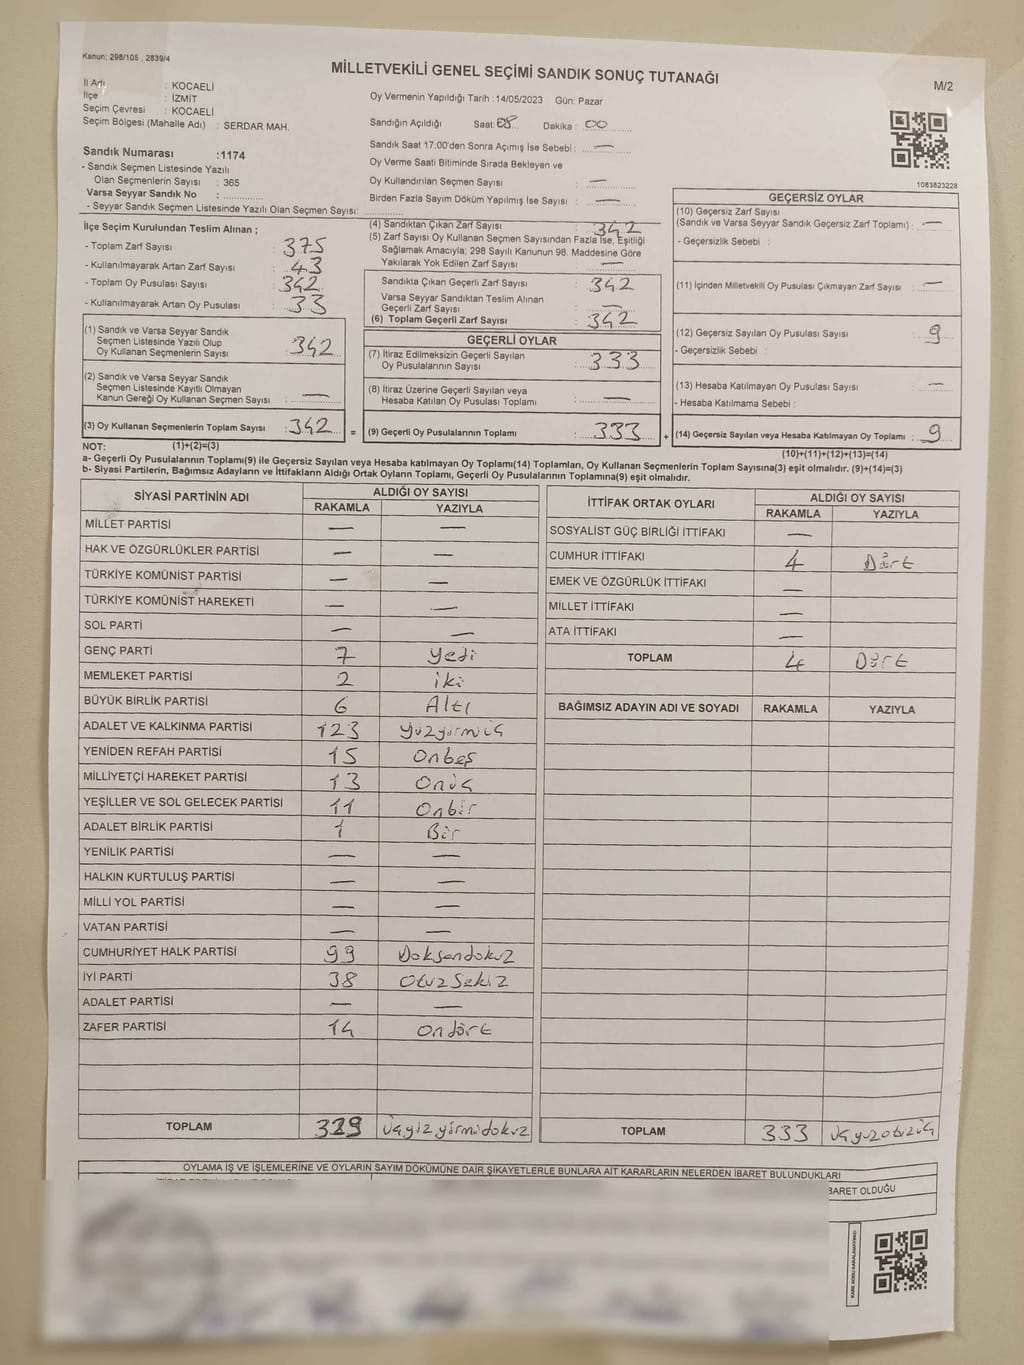 Kanun: 298/105 , 2839/4
MİLLETVEKİLİ GENEL SEÇİMİ SANDIK SONUÇ TUTANAĞI
M/2
İl Adı : KOCAELİ
İlçe : İZMİT
Seçim Çevresi : KOCAELİ
Seçim Bölgesi (Mahalle Adı) : SERDAR MAH.
Oy Vermenin Yapıldığı Tarih :14/05/2023 Gün: Pazar
Sandığın Açıldığı Saat: Dakika : 00
Sandık Saat 17:00'den Sonra Açımış İse Sebebi : —
Oy Verme Saati Bitiminde Sırada Bekleyen ve
Oy Kullandırılan Seçmen Sayısı : —
Birden Fazla Sayım Döküm Yapılmış İse Sayısı : —
1083823228
Sandık Numarası :1174
- Sandık Seçmen Listesinde Yazılı
Olan Seçmenlerin Sayısı : 365
Varsa Seyyar Sandık No :
- Seyyar Sandık Seçmen Listesinde Yazılı Olan Seçmen Sayısı:
İlçe Seçim Kurulundan Teslim Alınan ;
- Toplam Zarf Sayısı : 375
- Kullanılmayarak Artan Zarf Sayısı : 43
- Toplam Oy Pusulası Sayısı : 342
- Kullanılmayarak Artan Oy Pusulası : 33
(1) Sandık ve Varsa Seyyar Sandık
Seçmen Listesinde Yazılı Olup
Oy Kullanan Seçmenlerin Sayısı : 342
(2) Sandık ve Varsa Seyyar Sandık
Seçmen Listesinde Kayıtlı Olmayan
Kanun Gereği Oy Kullanan Seçmen Sayısı : —
(3) Oy Kullanan Seçmenlerin Toplam Sayısı : 342 =
(4) Sandıktan Çıkan Zarf Sayısı : 342
(5) Zarf Sayısı Oy Kullanan Seçmen Sayısından Fazla İse, Eşitliği
Sağlamak Amacıyla; 298 Sayılı Kanunun 98. Maddesine Göre
Yakılarak Yok Edilen Zarf Sayısı : —
Sandıkta Çıkan Geçerli Zarf Sayısı : 342
Varsa Seyyar Sandıktan Teslim Alınan
Geçerli Zarf Sayısı : —
(6) Toplam Geçerli Zarf Sayısı : 342
GEÇERLİ OYLAR
(7) İtiraz Edilmeksizin Geçerli Sayılan
Oy Pusulalarının Sayısı : 333
(8) İtiraz Üzerine Geçerli Sayılan veya
Hesaba Katılan Oy Pusulası Toplamı : —
(9) Geçerli Oy Pusulalarının Toplamı : 333 +
GEÇERSİZ OYLAR
(10) Geçersiz Zarf Sayısı
(Sandık ve Varsa Seyyar Sandık Geçersiz Zarf Toplamı) : —
- Geçersizlik Sebebi :
(11) İçinden Milletvekili Oy Pusulası Çıkmayan Zarf Sayısı : —
(12) Geçersiz Sayılan Oy Pusulası Sayısı : 9
- Geçersizlik Sebebi :
(13) Hesaba Katılmayan Oy Pusulası Sayısı : —
- Hesaba Katılmama Sebebi :
(14) Geçersiz Sayılan veya Hesaba Katılmayan Oy Toplamı : 9
NOT: (1)+(2)=(3) (10)+(11)+(12)+(13)=(14)
a- Geçerli Oy Pusulalarının Toplamı(9) ile Geçersiz Sayılan veya Hesaba katılmayan Oy Toplamı(14) Toplamları, Oy Kullanan Seçmenlerin Toplam Sayısına(3) eşit olmalıdır. (9)+(14)=(3)
b- Siyasi Partilerin, Bağımsız Adayların ve İttifakların Aldığı Oyların Toplamı, Geçerli Oy Pusulalarının Toplamına(9) eşit olmalıdır.
SİYASİ PARTİNİN ADI ALDIĞI OY SAYISI
RAKAMLA YAZIYLA
MİLLET PARTİSİ — —
HAK VE ÖZGÜRLÜKLER PARTİSİ — —
TÜRKİYE KOMÜNİST PARTİSİ — —
TÜRKİYE KOMÜNİST HAREKETİ — —
SOL PARTİ — —
GENÇ PARTİ 7 yedi
MEMLEKET PARTİSİ 2 iki
BÜYÜK BİRLİK PARTİSİ 6 Altı
ADALET VE KALKINMA PARTİSİ 123 yüzyirmiüç
YENİDEN REFAH PARTİSİ 15 Onbeş
MİLLİYETÇİ HAREKET PARTİSİ 13 Onüç
YEŞİLLER VE SOL GELECEK PARTİSİ 11 Onbir
ADALET BİRLİK PARTİSİ 1 Bir
YENİLİK PARTİSİ — —
HALKIN KURTULUŞ PARTİSİ — —
MİLLİ YOL PARTİSİ — —
VATAN PARTİSİ — —
CUMHURİYET HALK PARTİSİ 99 Doksandokuz
İYİ PARTİ 38 Otuz Sekiz
ADALET PARTİSİ — —
ZAFER PARTİSİ 14 Ondört
TOPLAM 329 üçyüz yirmidokuz
İTTİFAK ORTAK OYLARI ALDIĞI OY SAYISI
RAKAMLA YAZIYLA
SOSYALİST GÜÇ BİRLİĞİ İTTİFAKI —
CUMHUR İTTİFAKI 4 Dört
EMEK VE ÖZGÜRLÜK İTTİFAKI —
MİLLET İTTİFAKI —
ATA İTTİFAKI —
TOPLAM 4 Dört
BAĞIMSIZ ADAYIN ADI VE SOYADI RAKAMLA YAZIYLA
TOPLAM 333 üçyüzotuzüç
OYLAMA İŞ VE İŞLEMLERİNE VE OYLARIN SAYIM DÖKÜMÜNE DAİR ŞİKAYETLERLE BUNLARA AİT KARARLARIN NELERDEN İBARET BULUNDUKLARI
BARET OLDUĞU
KARE KODU KARALAMAYINIZ